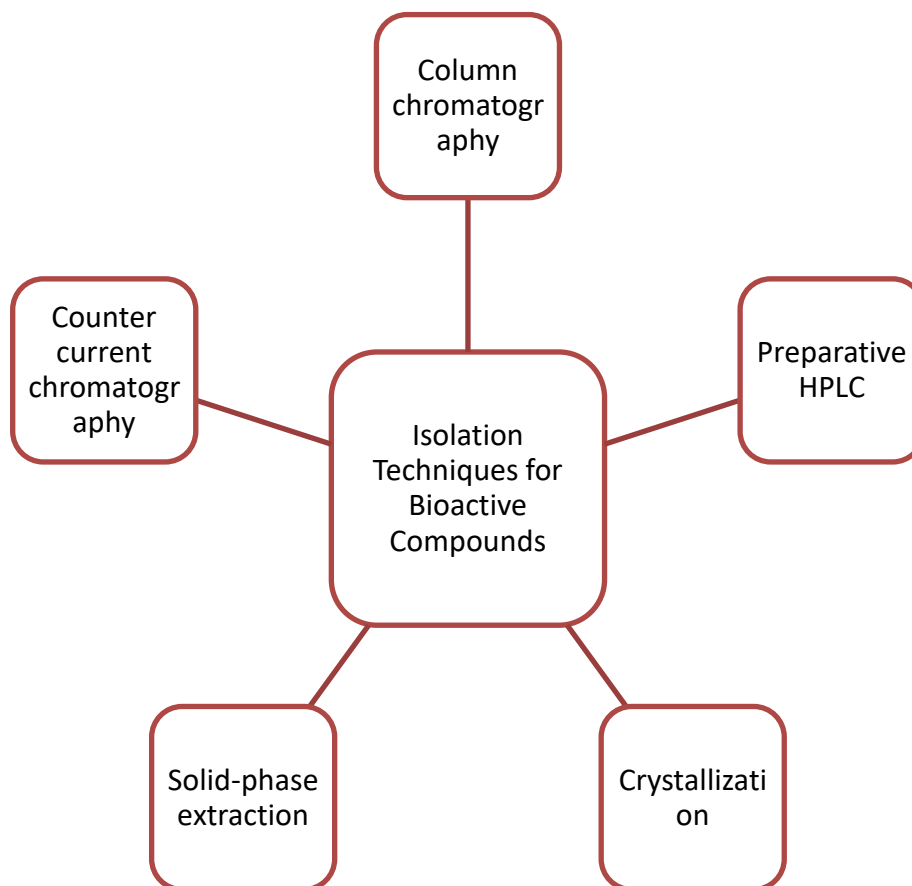 Column
chromatogr
aphy
Counter
current
chromatogr
aphy
Preparative
HPLC
Isolation
Techniques for
Bioactive
Compounds
Solid-phase
extraction
Crystallizati
on